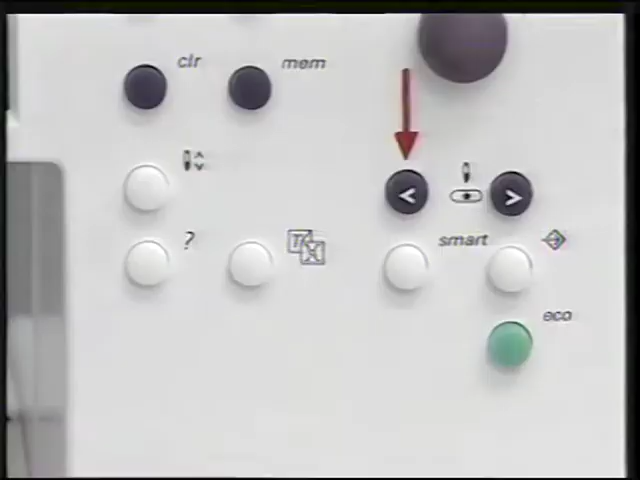 clr mem
< >
? smart
eco